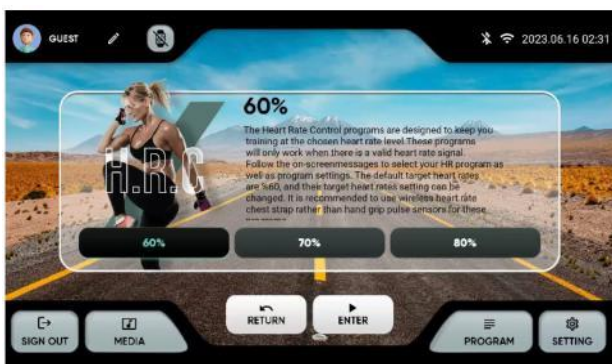 GUEST
2023.06.16 02:31
H.R.C
60%
The Heart Rate Control programs are designed to keep you
training at the chosen heart rate level.These programs
will only work when there is a valid heart rate signal.
Follow the on-screenmessages to select your HR program as
well as program settings. The default target heart rates
are %60, and their target heart rates setting can be
changed. It is recommended to use wireless heart rate
chest strap rather than hand grip pulse sensors for these
60%
70%
80%
SIGN OUT
MEDIA
RETURN
ENTER
PROGRAM
SETTING